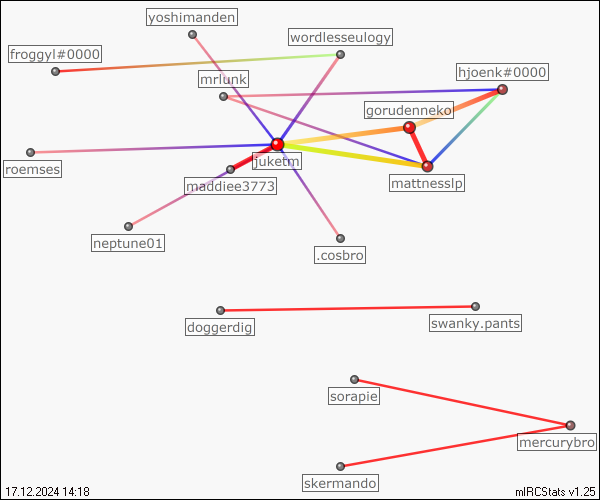 yoshimanden
wordlesseulogy
froggyl#0000
mrlunk
hjoenk#0000
gorudenneko
juketm
roemses
mattnesslp
maddiee3773
neptune01
.cosbro
doggerdig
swanky.pants
sorapie
mercurybro
skermando
17.12.2024 14:18
mIRCStats v1.25